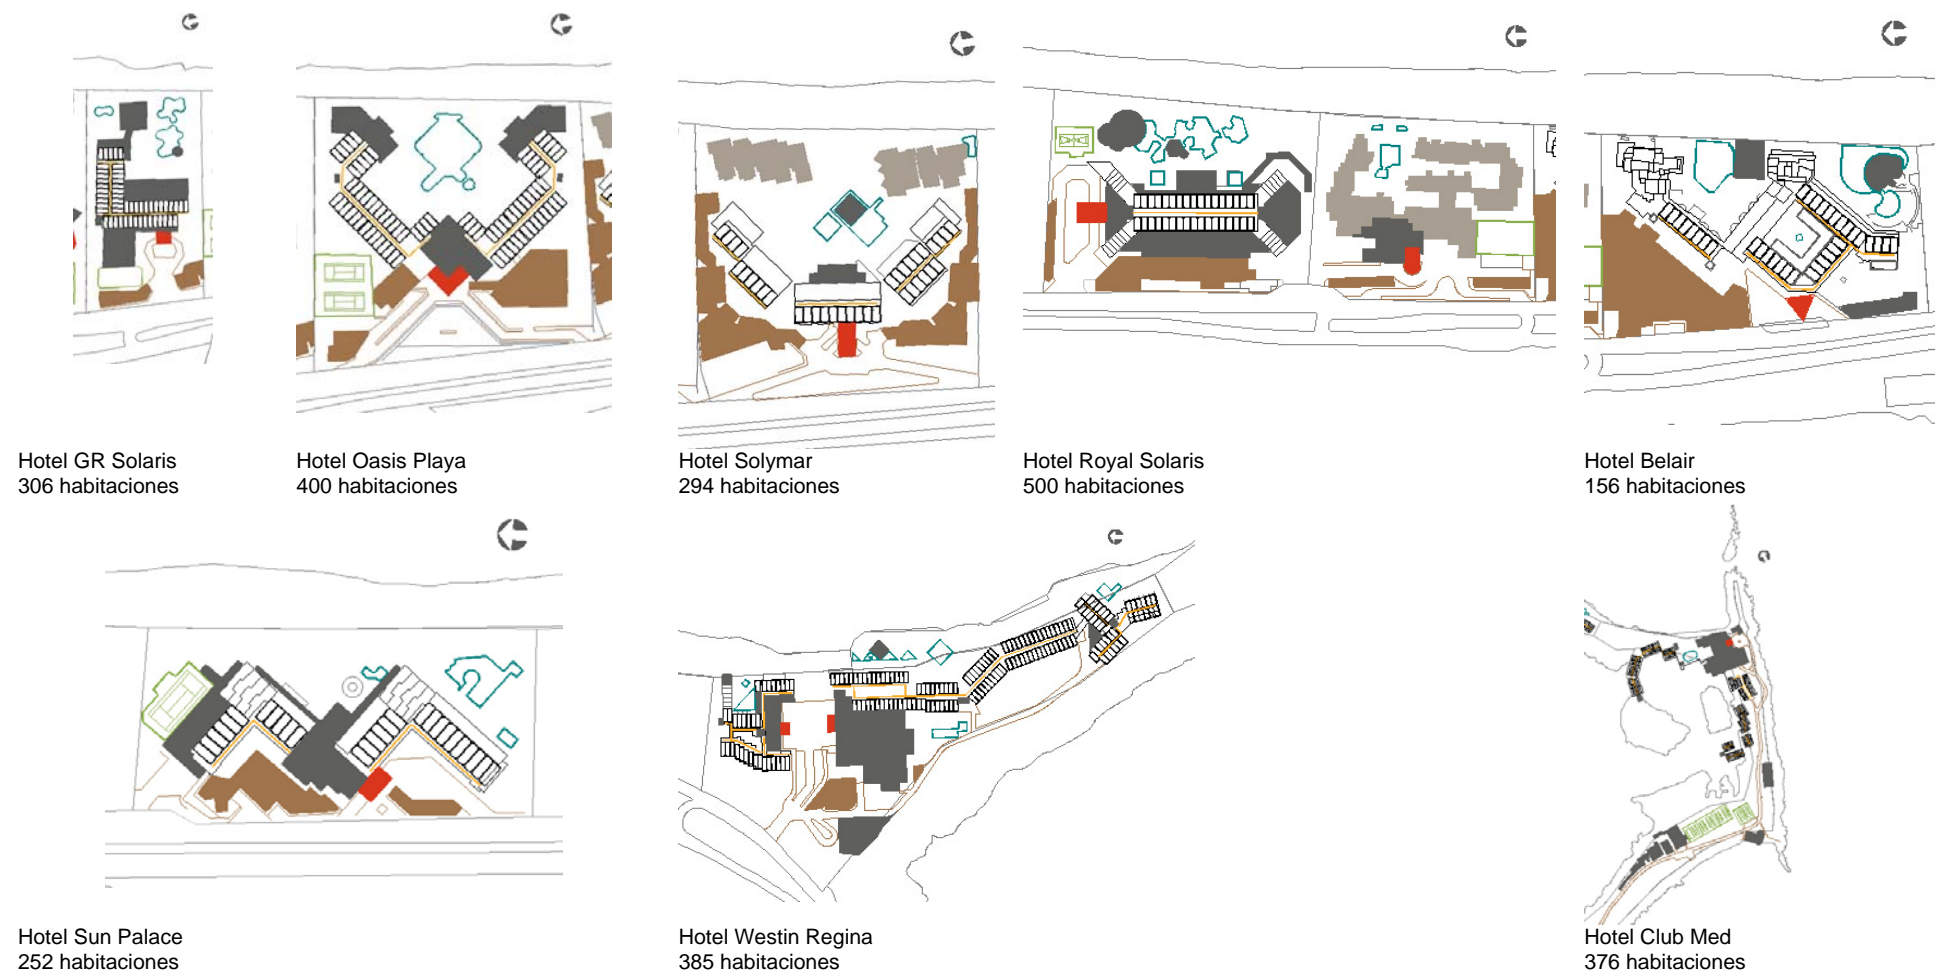 Hotel GR Solaris
306 habitaciones
Hotel Oasis Playa
400 habitaciones
Hotel Solymar
294 habitaciones
Hotel Royal Solaris
500 habitaciones
Hotel Belair
156 habitaciones
Hotel Sun Palace
252 habitaciones
Hotel Westin Regina
385 habitaciones
Hotel Club Med
376 habitaciones